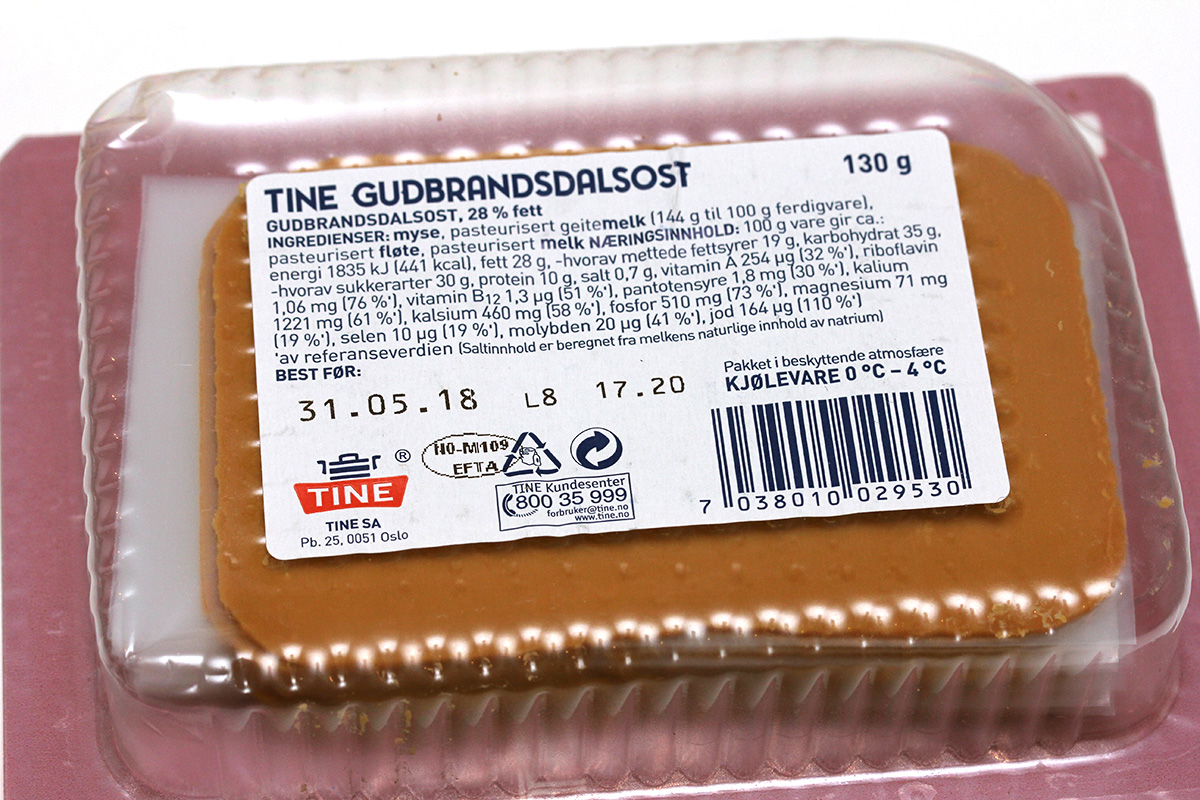 TINE GUDBRANDSDALSOST
130 g
GUDBRANDSDALSOST, 28 % fett
INGREDIENSER: myse, pasteurisert geitemelk (144 g til 100 g ferdigvare),
pasteurisert fløte, pasteurisert melk NÆRINGSINNHOLD: 100 g vare gir ca.:
energi 1835 kJ (441 kcal), fett 28 g, -hvorav mettede fettsyrer 19 g, karbohydrat 35 g,
-hvorav sukkerarter 30 g, protein 10 g, salt 0,7 g, vitamin A 254 µg (32 %*), riboflavin
1,06 mg (76 %*), vitamin B12 1,3 µg (51 %*), pantotensyre 1,8 mg (30 %*), kalium
1221 mg (61 %*), kalsium 460 mg (58 %*), fosfor 510 mg (73 %*), magnesium 71 mg
(19 %*), selen 10 µg (19 %*), molybden 20 µg (41 %*), jod 164 µg (110 %*)
*av referanseverdien (Saltinnhold er beregnet fra melkens naturlige innhold av natrium)
BEST FØR:
31.05.18 L8 17.20
Pakket i beskyttende atmosfære
KJØLEVARE 0 °C – 4 °C
NO-M109
EFTA
®
TINE
TINE SA
Pb. 25, 0051 Oslo
TINE Kundesenter
800 35 999
forbruker@tine.no
www.tine.no
7 038010 029530